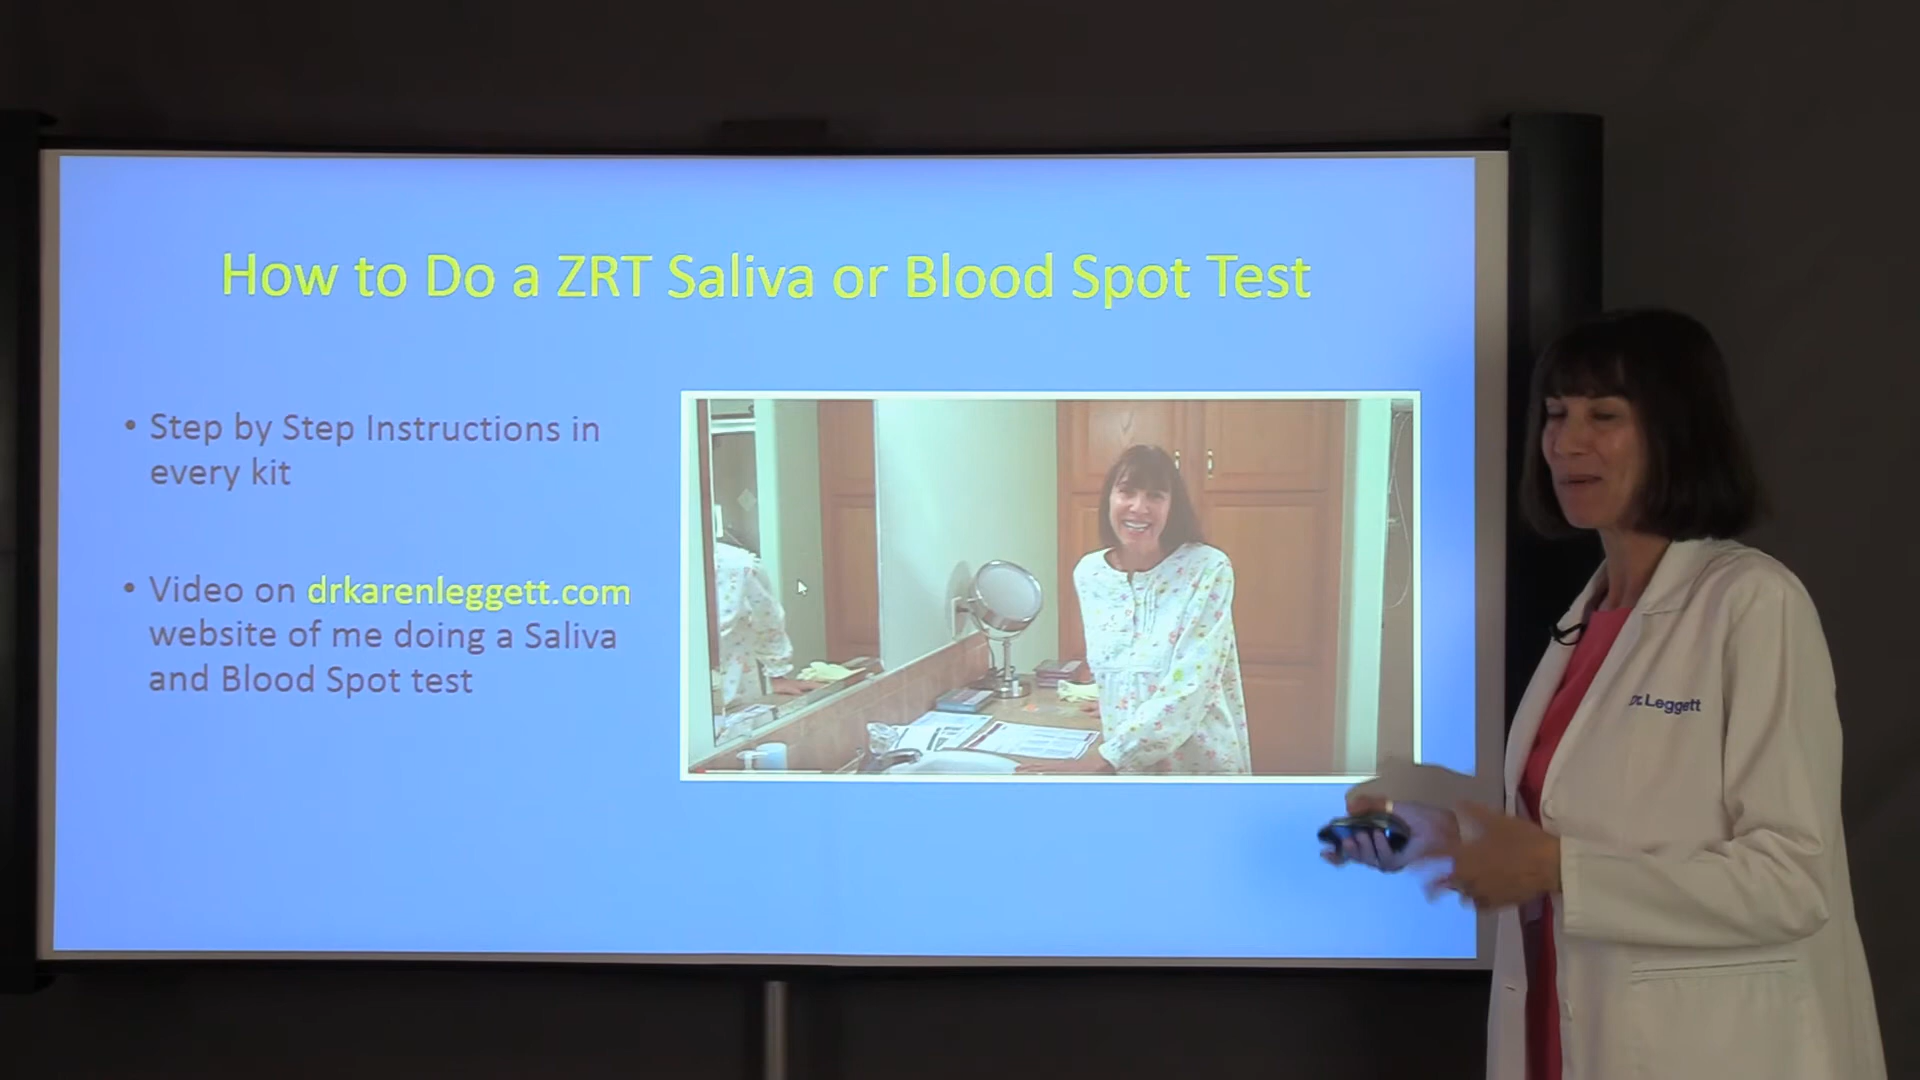 How to Do a ZRT Saliva or Blood Spot Test
• Step by Step Instructions in
every kit
• Video on drkarenleggett.com
website of me doing a Saliva
and Blood Spot test
Dr. Leggett